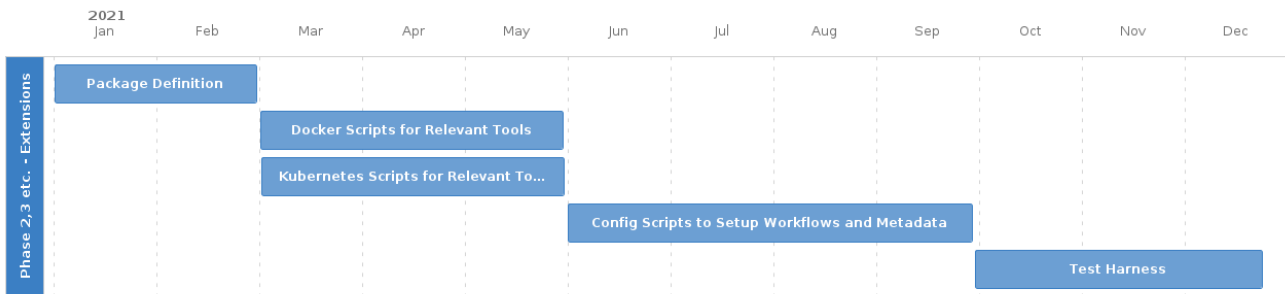 2021
Jan Feb Mar Apr May Jun Jul Aug Sep Oct Nov Dec
Phase 2,3 etc. - Extensions
Package Definition
Docker Scripts for Relevant Tools
Kubernetes Scripts for Relevant To...
Config Scripts to Setup Workflows and Metadata
Test Harness